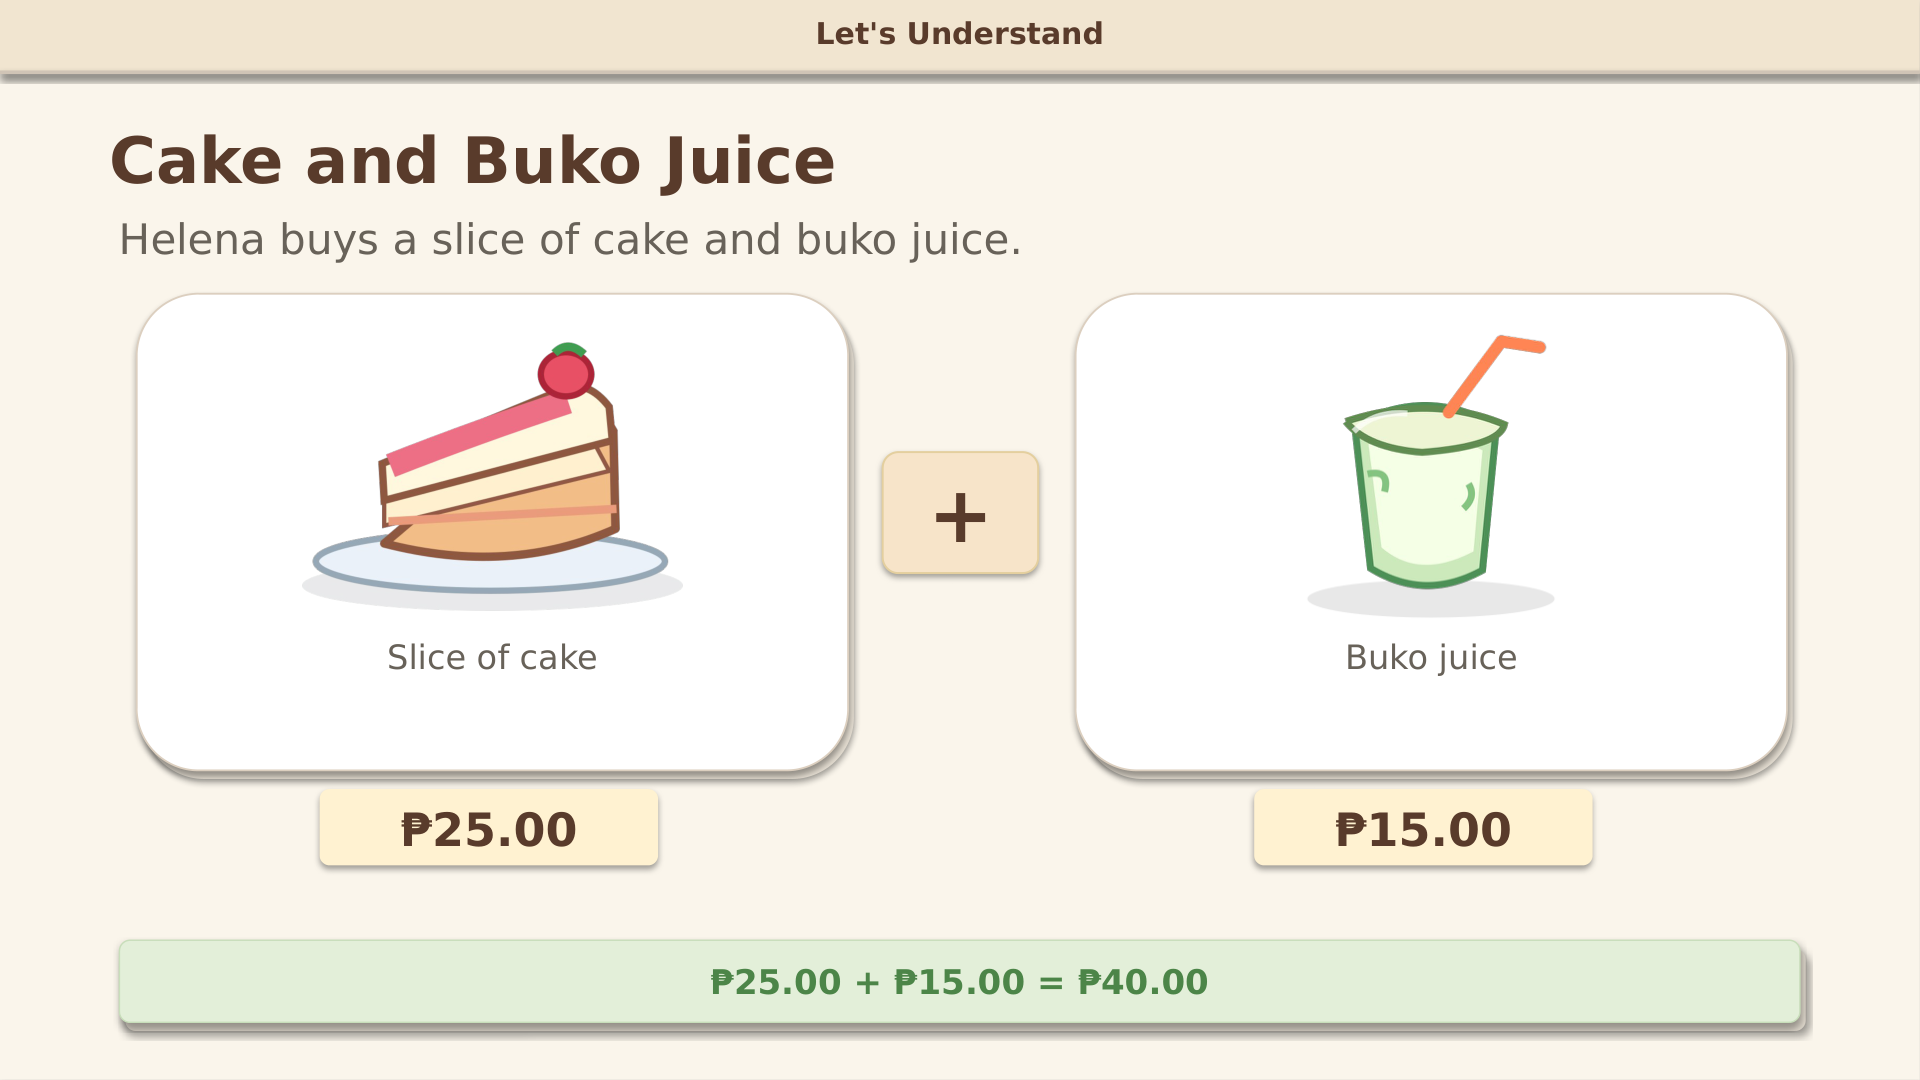 Let's Understand
Cake and Buko Juice
Helena buys a slice of cake and buko juice.
+
Slice of cake
Buko juice
₱25.00
₱15.00
₱25.00 + ₱15.00 = ₱40.00